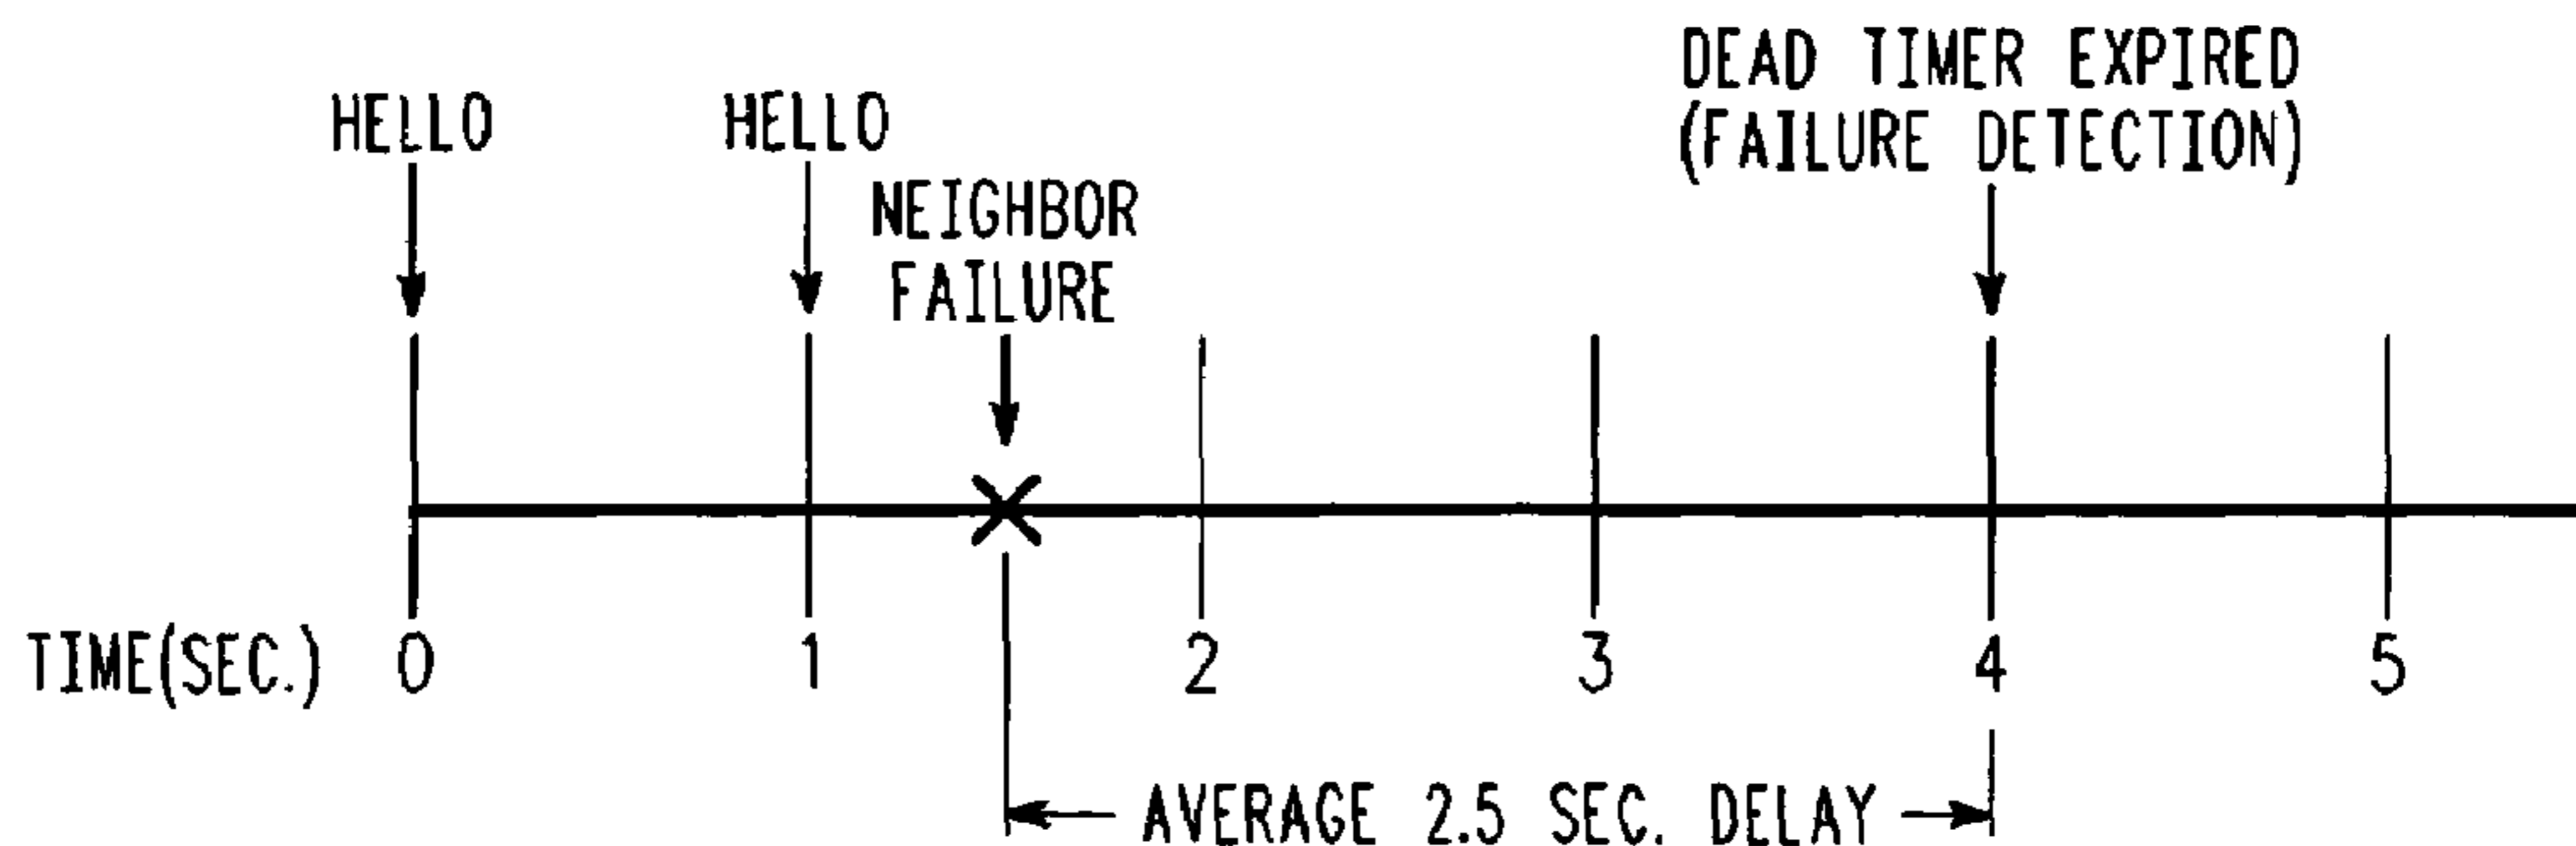 DEAD TIMER EXPIRED
(FAILURE DETECTION)
HELLO
HELLO
NEIGHBOR
FAILURE
TIME(SEC.) 0 1 2 3 4 5
AVERAGE 2.5 SEC. DELAY